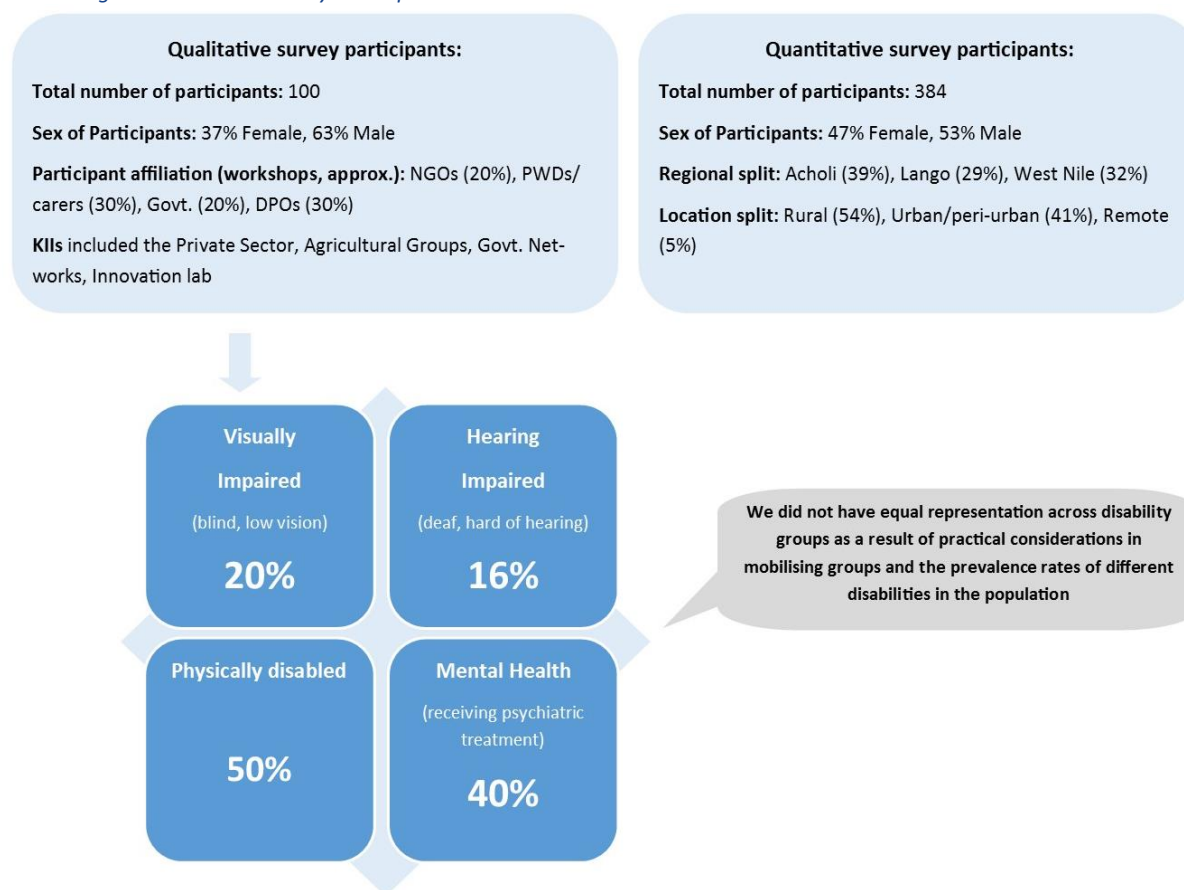 Qualitative survey participants:
Total number of participants: 100
Sex of Participants: 37% Female, 63% Male
Participant affiliation (workshops, approx.): NGOs (20%), PWDs/
carers (30%), Govt. (20%), DPOs (30%)
KIIs included the Private Sector, Agricultural Groups, Govt. Net-
works, Innovation lab
Quantitative survey participants:
Total number of participants: 384
Sex of Participants: 47% Female, 53% Male
Regional split: Acholi (39%), Lango (29%), West Nile (32%)
Location split: Rural (54%), Urban/peri-urban (41%), Remote
(5%)
Visually
Impaired
(blind, low vision)
20%
Hearing
Impaired
(deaf, hard of hearing)
16%
We did not have equal representation across disability
groups as a result of practical considerations in
mobilising groups and the prevalence rates of different
disabilities in the population
Physically disabled
50%
Mental Health
(receiving psychiatric
treatment)
40%